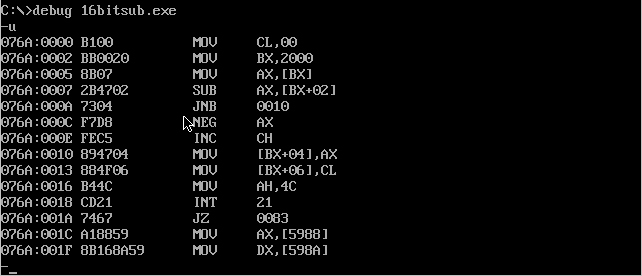 C:\>debug 16bitsub.exe
-u
076A:0000 B100 MOV CL,00
076A:0002 BB0020 MOV BX,2000
076A:0005 8B07 MOV AX,[BX]
076A:0007 2B4702 SUB AX,[BX+02]
076A:000A 7304 JNB 0010
076A:000C F7D8 NEG AX
076A:000E FEC5 INC CH
076A:0010 894704 MOV [BX+04],AX
076A:0013 884F06 MOV [BX+06],CL
076A:0016 B44C MOV AH,4C
076A:0018 CD21 INT 21
076A:001A 7467 JZ 0083
076A:001C A18859 MOV AX,[5988]
076A:001F 8B168A59 MOV DX,[598A]
-_